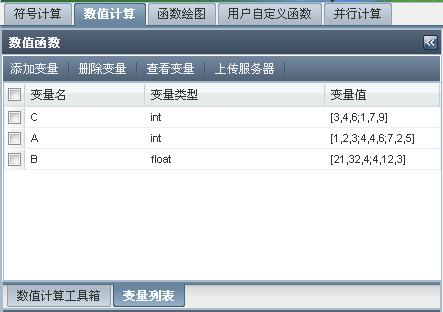 符号计算 数值计算 函数绘图 用户自定义函数 并行计算
数值函数
添加变量 删除变量 查看变量 上传服务器
变量名 变量类型 变量值
C int [3,4,6;1,7,9]
A int [1,2,3;4,4,6;7,2,5]
B float [21,32,4;4,12,3]
数值计算工具箱 变量列表